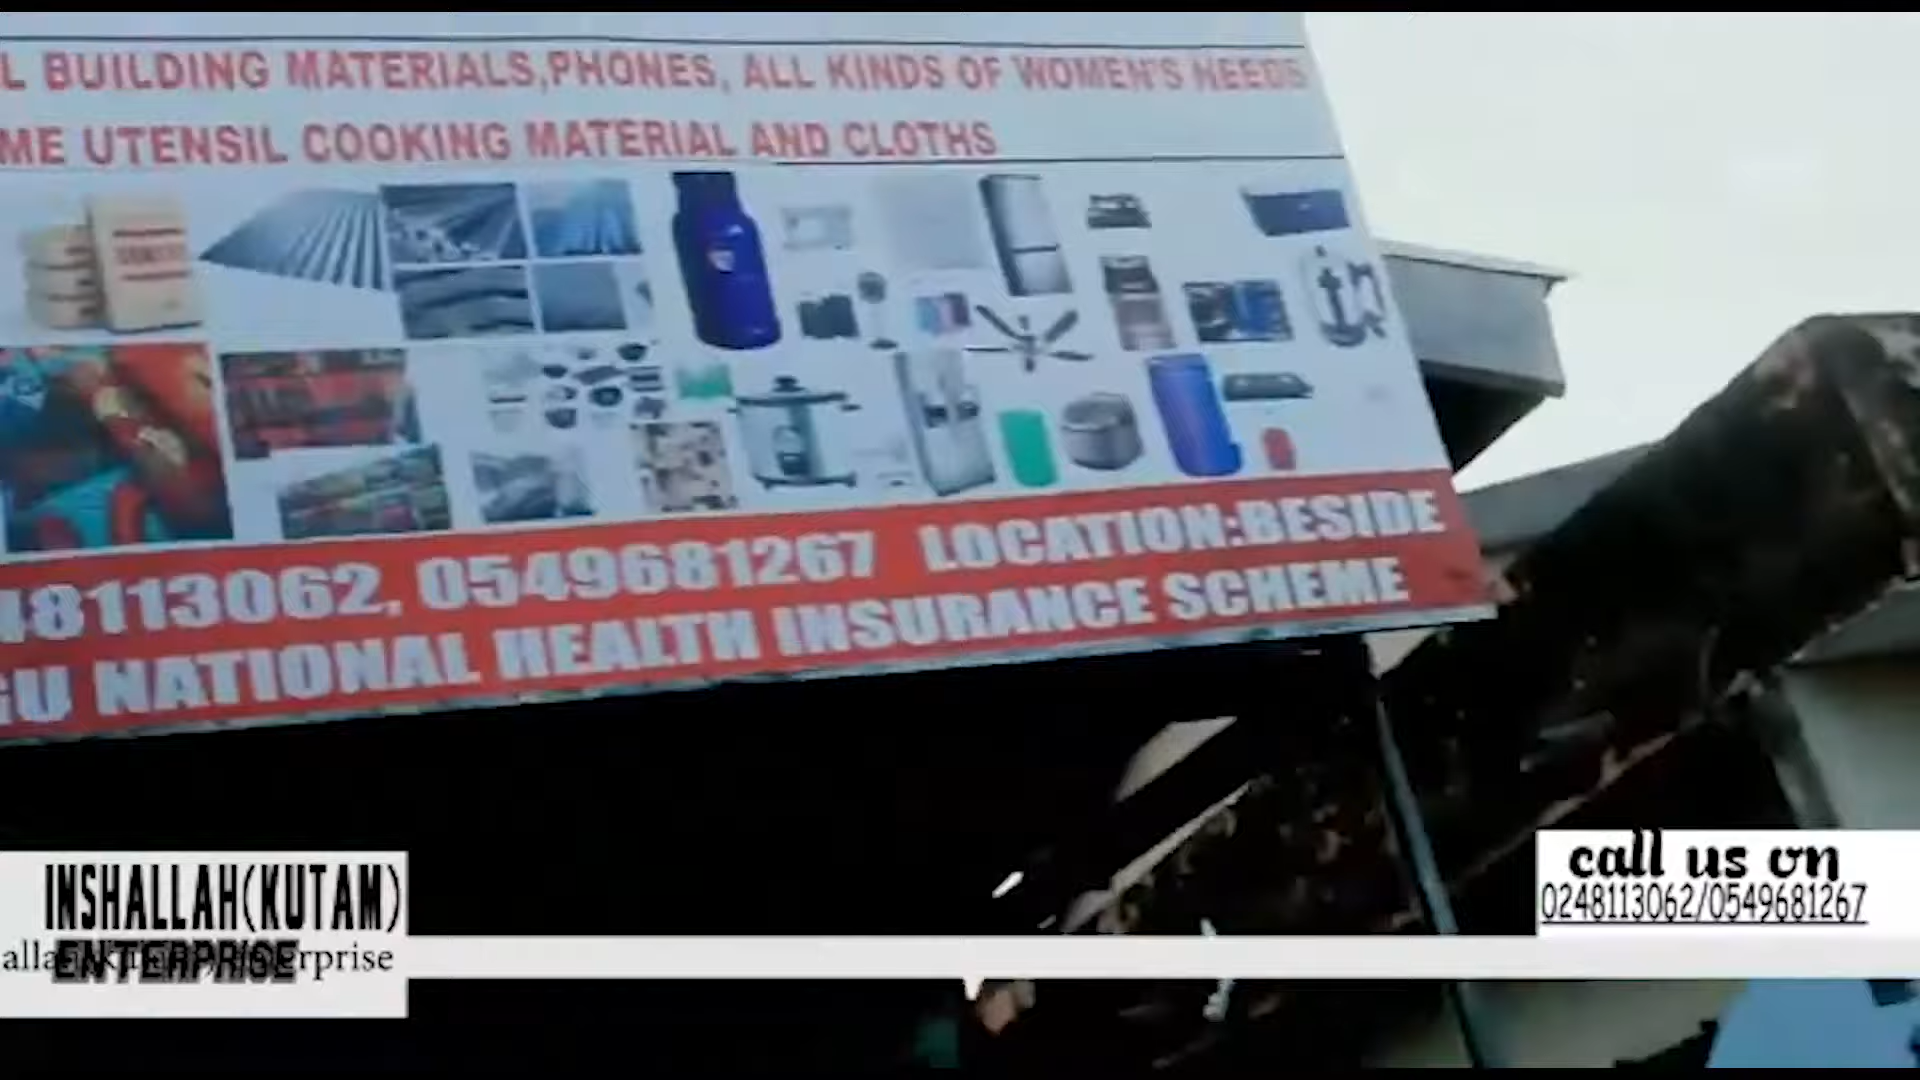 L BUILDING MATERIALS,PHONES, ALL KINDS OF WOMEN'S NEEDS
ME UTENSIL COOKING MATERIAL AND CLOTHS
48113062, 0549681267 LOCATION:BESIDE
GU NATIONAL HEALTH INSURANCE SCHEME
INSHALLAH(KUTAM)
ENTERPRISE
call us on
0248113062/0549681267